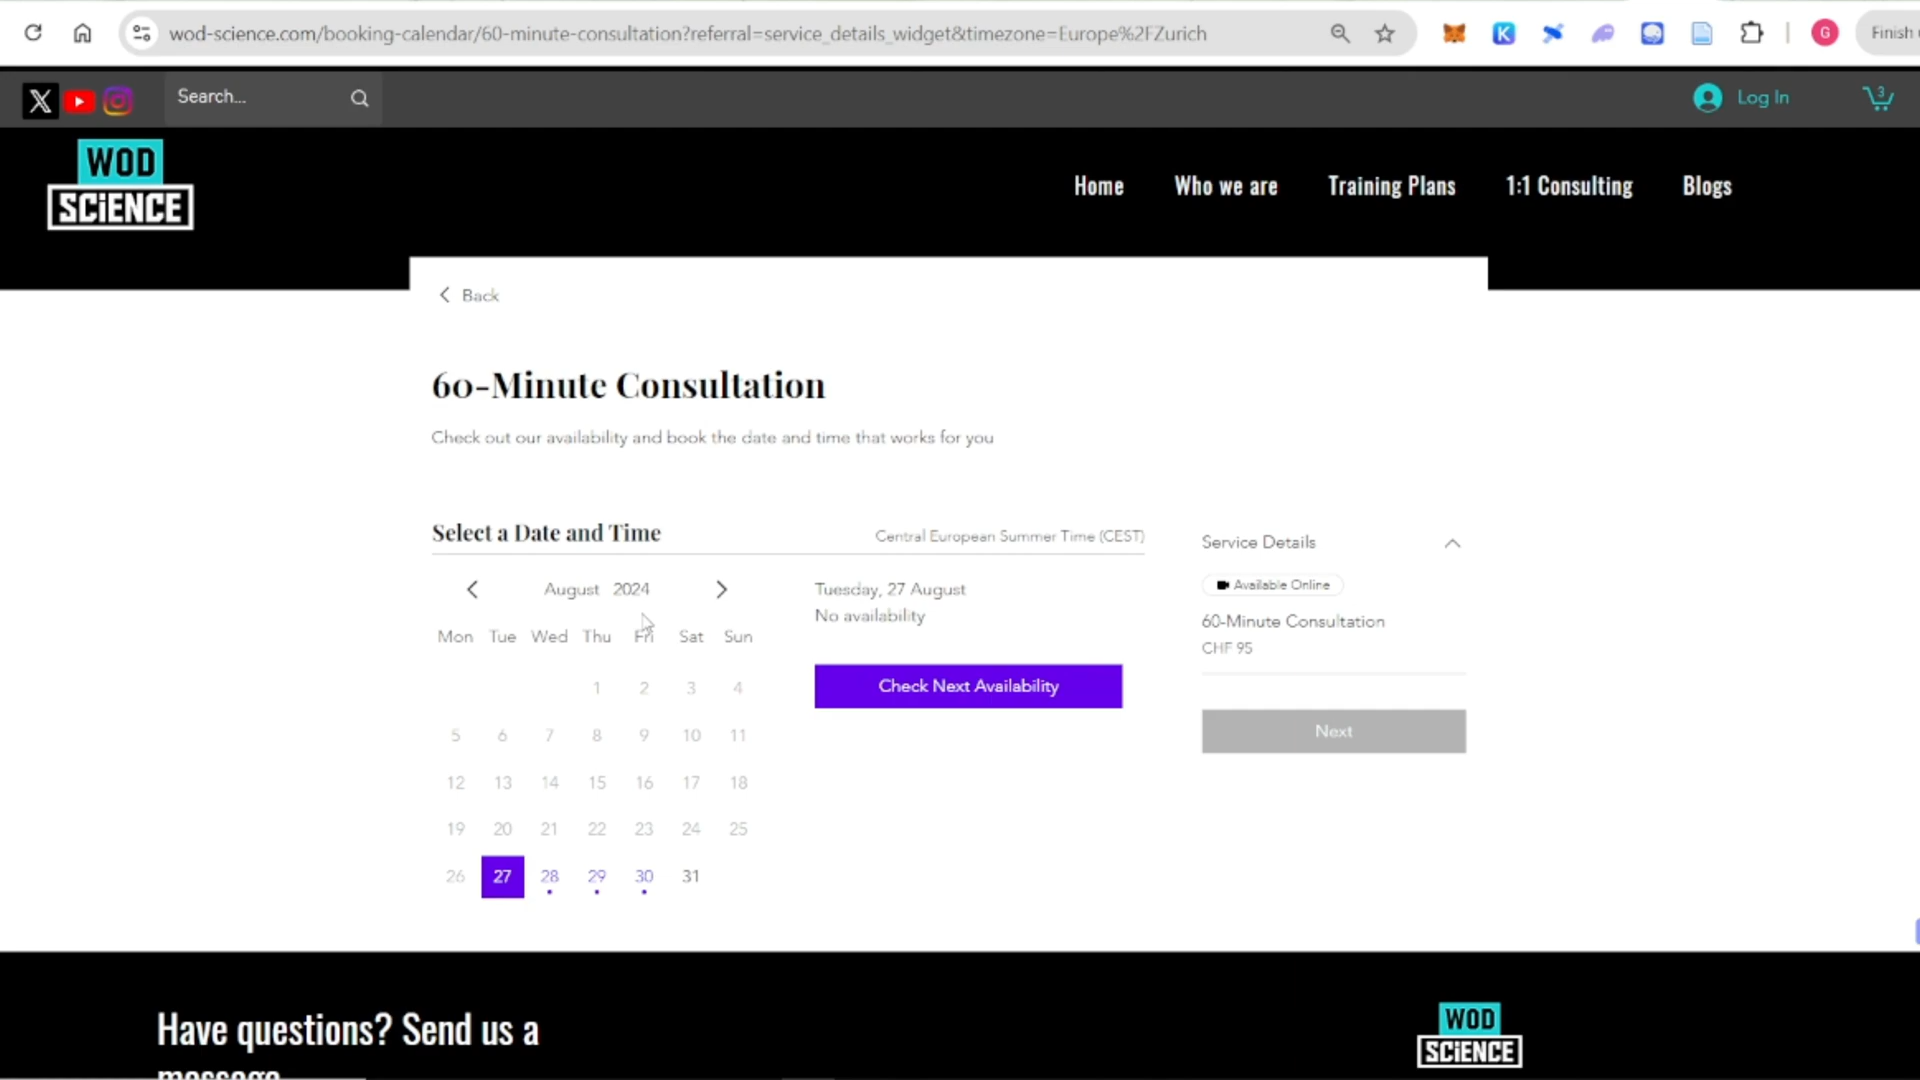 wod-science.com/booking-calendar/60-minute-consultation?referral=service_details_widget&timezone=Europe%2FZurich
K
G
Finish
Search...
Log In
3
WOD
SCiENCE
Home
Who we are
Training Plans
1:1 Consulting
Blogs
Back
60-Minute Consultation
Check out our availability and book the date and time that works for you
Select a Date and Time
Central European Summer Time (CEST)
August 2024
Mon Tue Wed Thu Fri Sat Sun
1 2 3 4
5 6 7 8 9 10 11
12 13 14 15 16 17 18
19 20 21 22 23 24 25
26 27 28 29 30 31
Tuesday, 27 August
No availability
Check Next Availability
Service Details
Available Online
60-Minute Consultation
CHF 95
Next
Have questions? Send us a
message
WOD
SCiENCE